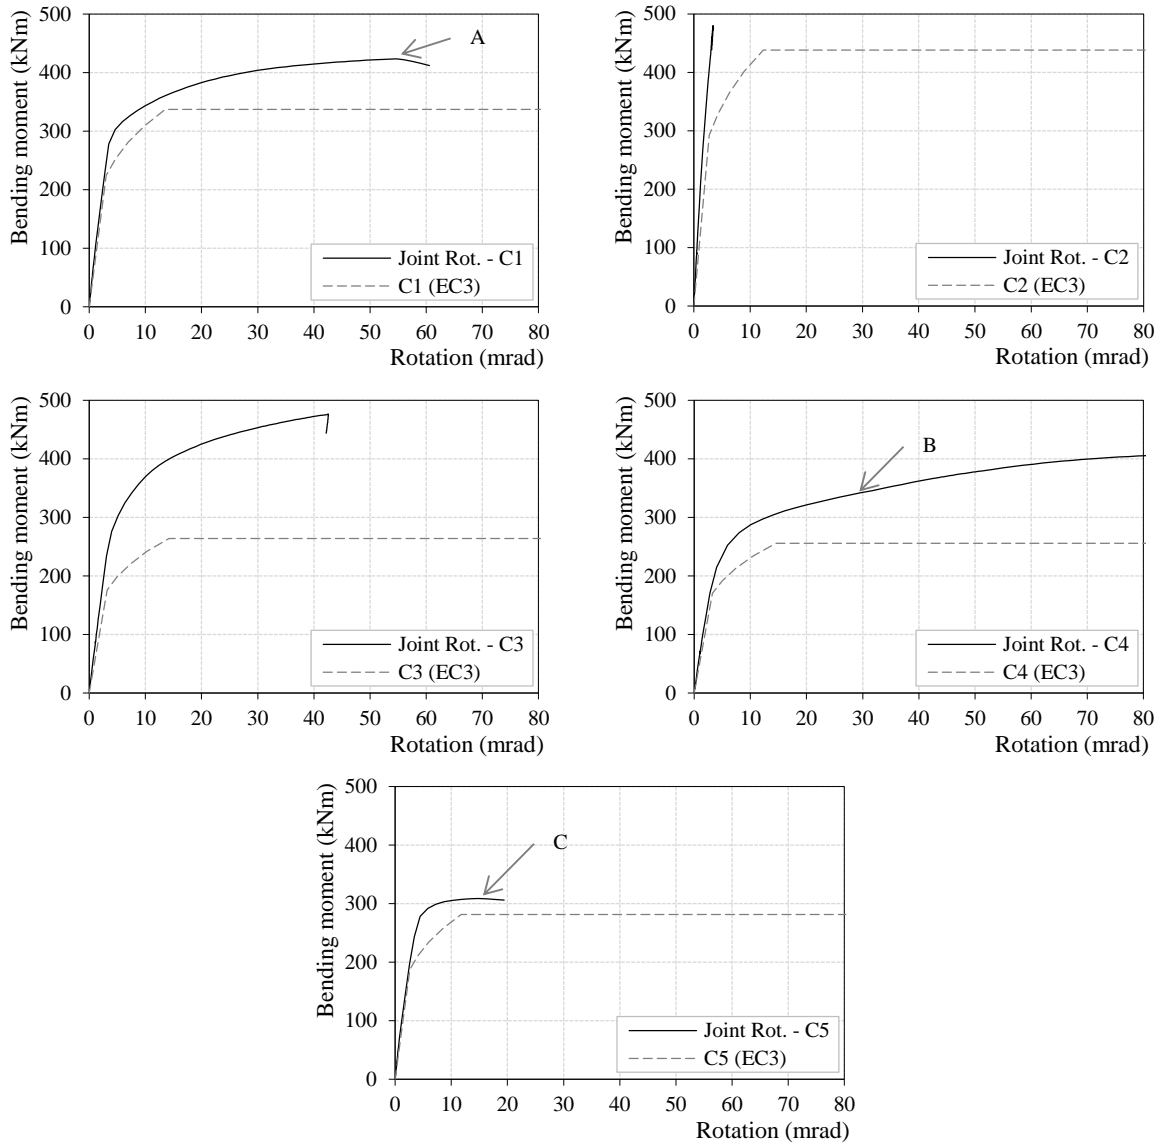 500
400
300
200
100
0
Bending moment (kNm)
A
Joint Rot. - C1
C1 (EC3)
0 10 20 30 40 50 60 70 80
Rotation (mrad)
500
400
300
200
100
0
Bending moment (kNm)
Joint Rot. - C2
C2 (EC3)
0 10 20 30 40 50 60 70 80
Rotation (mrad)
500
400
300
200
100
0
Bending moment (kNm)
Joint Rot. - C3
C3 (EC3)
0 10 20 30 40 50 60 70 80
Rotation (mrad)
500
400
300
200
100
0
Bending moment (kNm)
B
Joint Rot. - C4
C4 (EC3)
0 10 20 30 40 50 60 70 80
Rotation (mrad)
500
400
300
200
100
0
Bending moment (kNm)
C
Joint Rot. - C5
C5 (EC3)
0 10 20 30 40 50 60 70 80
Rotation (mrad)